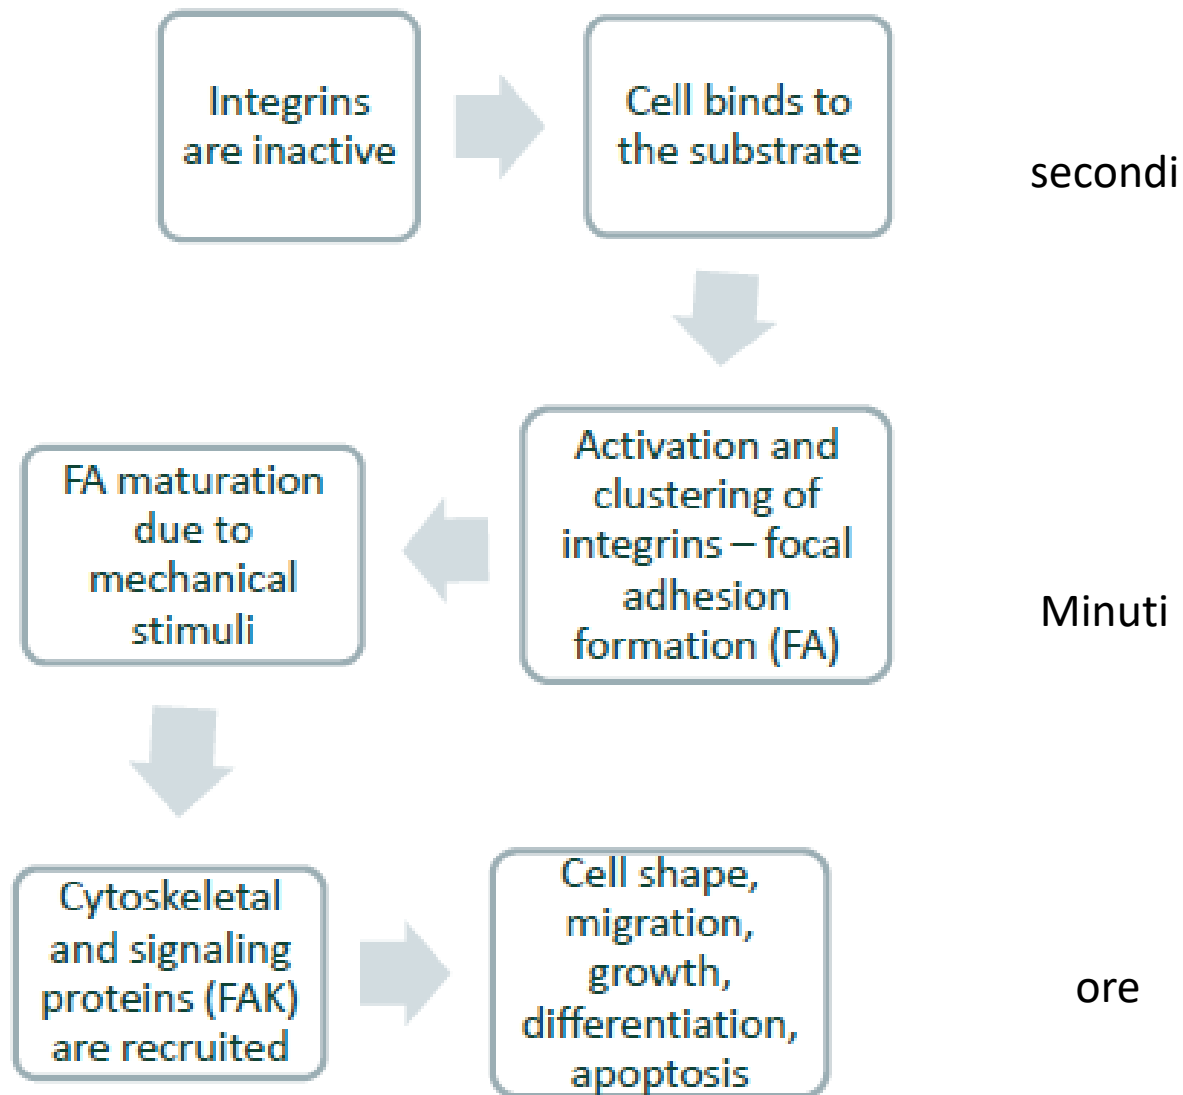 Integrins
are inactive
Cell binds to
the substrate
secondi
Activation and
clustering of
integrins – focal
adhesion
formation (FA)
FA maturation
due to
mechanical
stimuli
Minuti
Cytoskeletal
and signaling
proteins (FAK)
are recruited
Cell shape,
migration,
growth,
differentiation,
apoptosis
ore